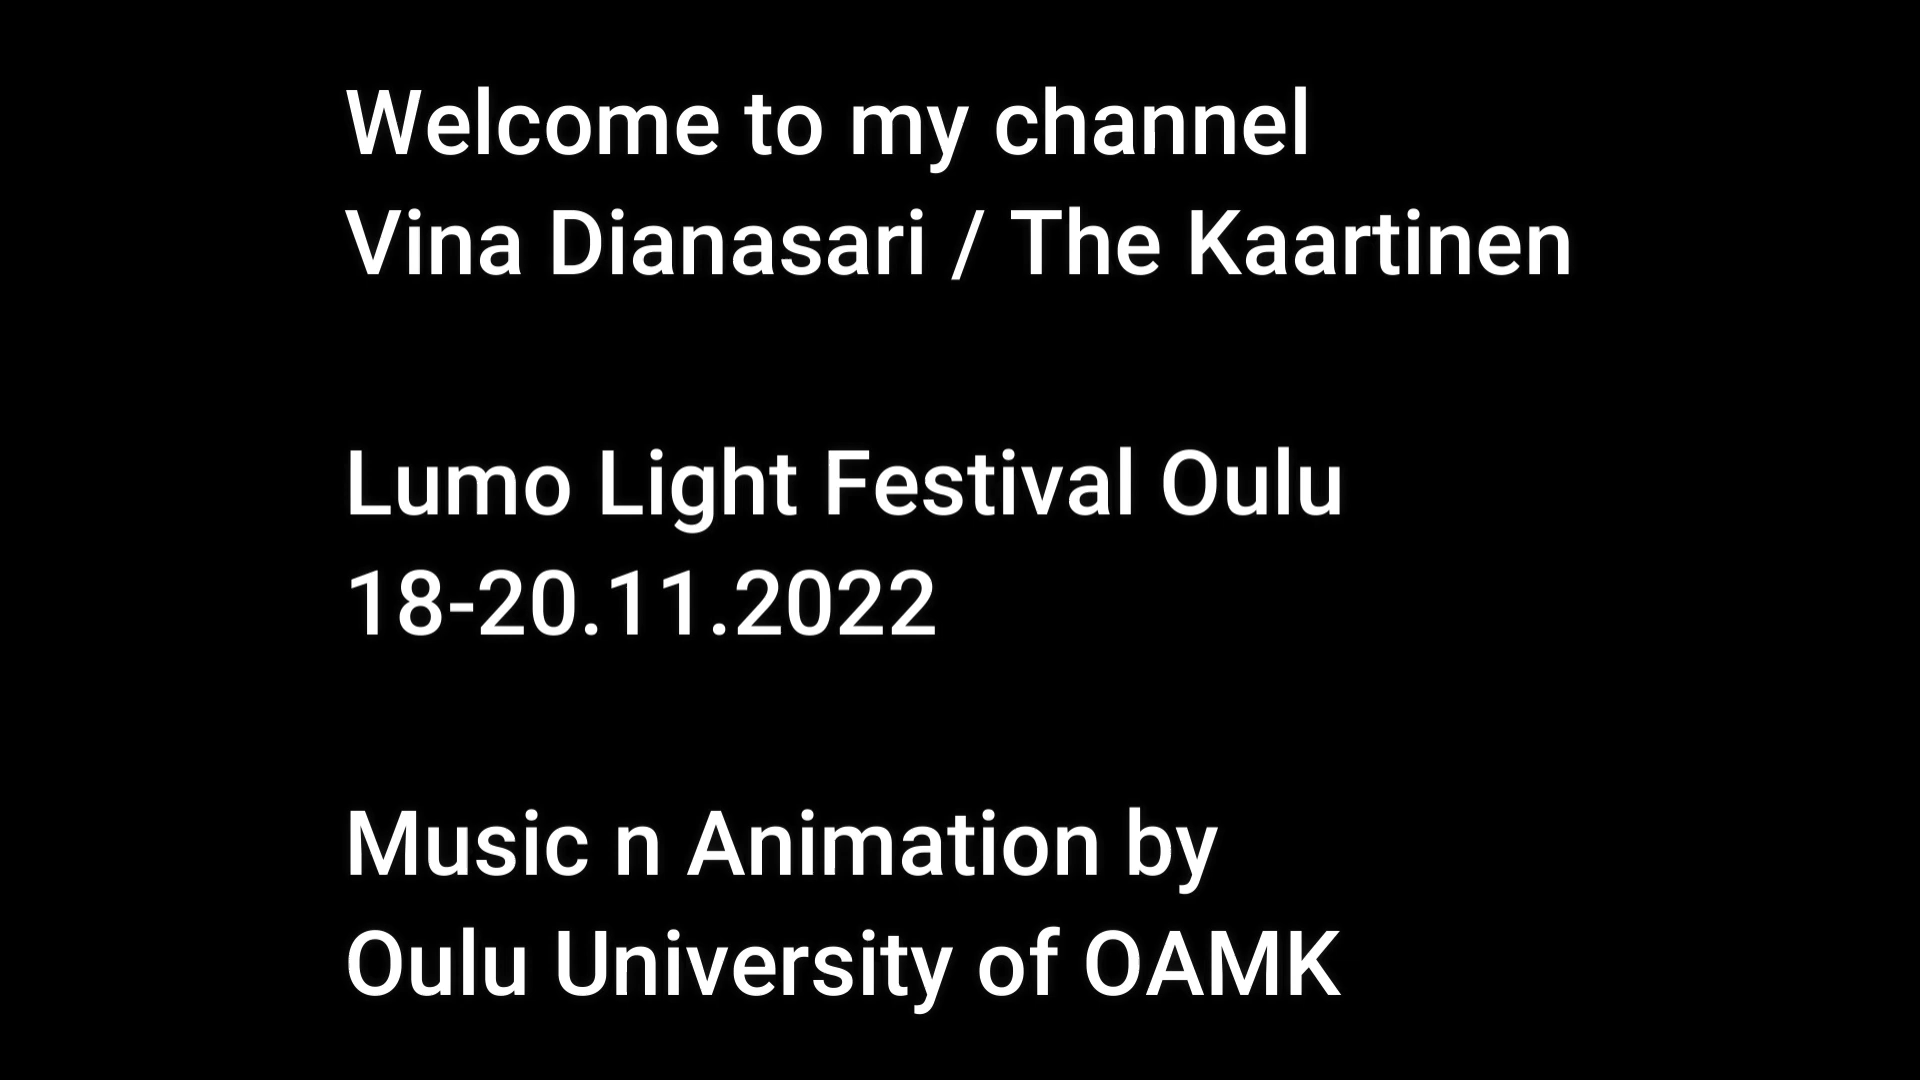 Welcome to my channel
Vina Dianasari / The Kaartinen
Lumo Light Festival Oulu
18-20.11.2022
Music n Animation by
Oulu University of OAMK